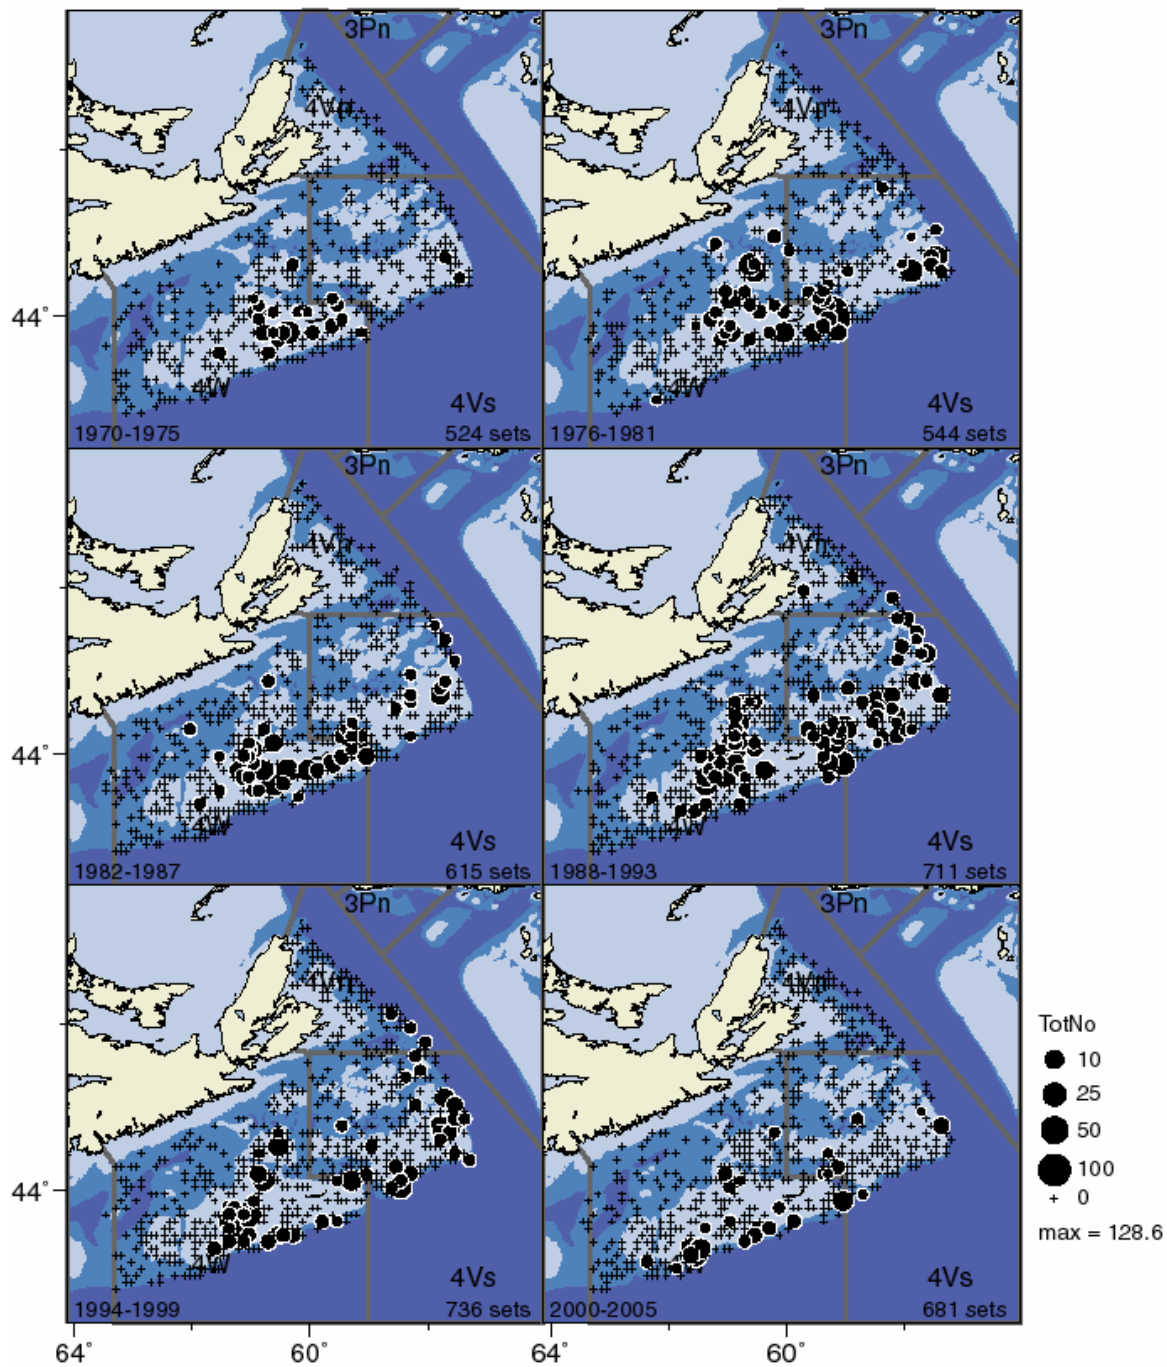 3Pn
3Pn
4Vn
4Vn
44°
4W
4W
4Vs
4Vs
1970-1975
524 sets
1976-1981
544 sets
3Pn
3Pn
4Vn
4Vn
44°
4W
4W
4Vs
4Vs
1982-1987
615 sets
1988-1993
711 sets
3Pn
3Pn
4Vn
4Vn
TotNo
10
25
50
100
0
max = 128.6
44°
4W
4W
4Vs
4Vs
1994-1999
736 sets
2000-2005
681 sets
64°
60°
64°
60°